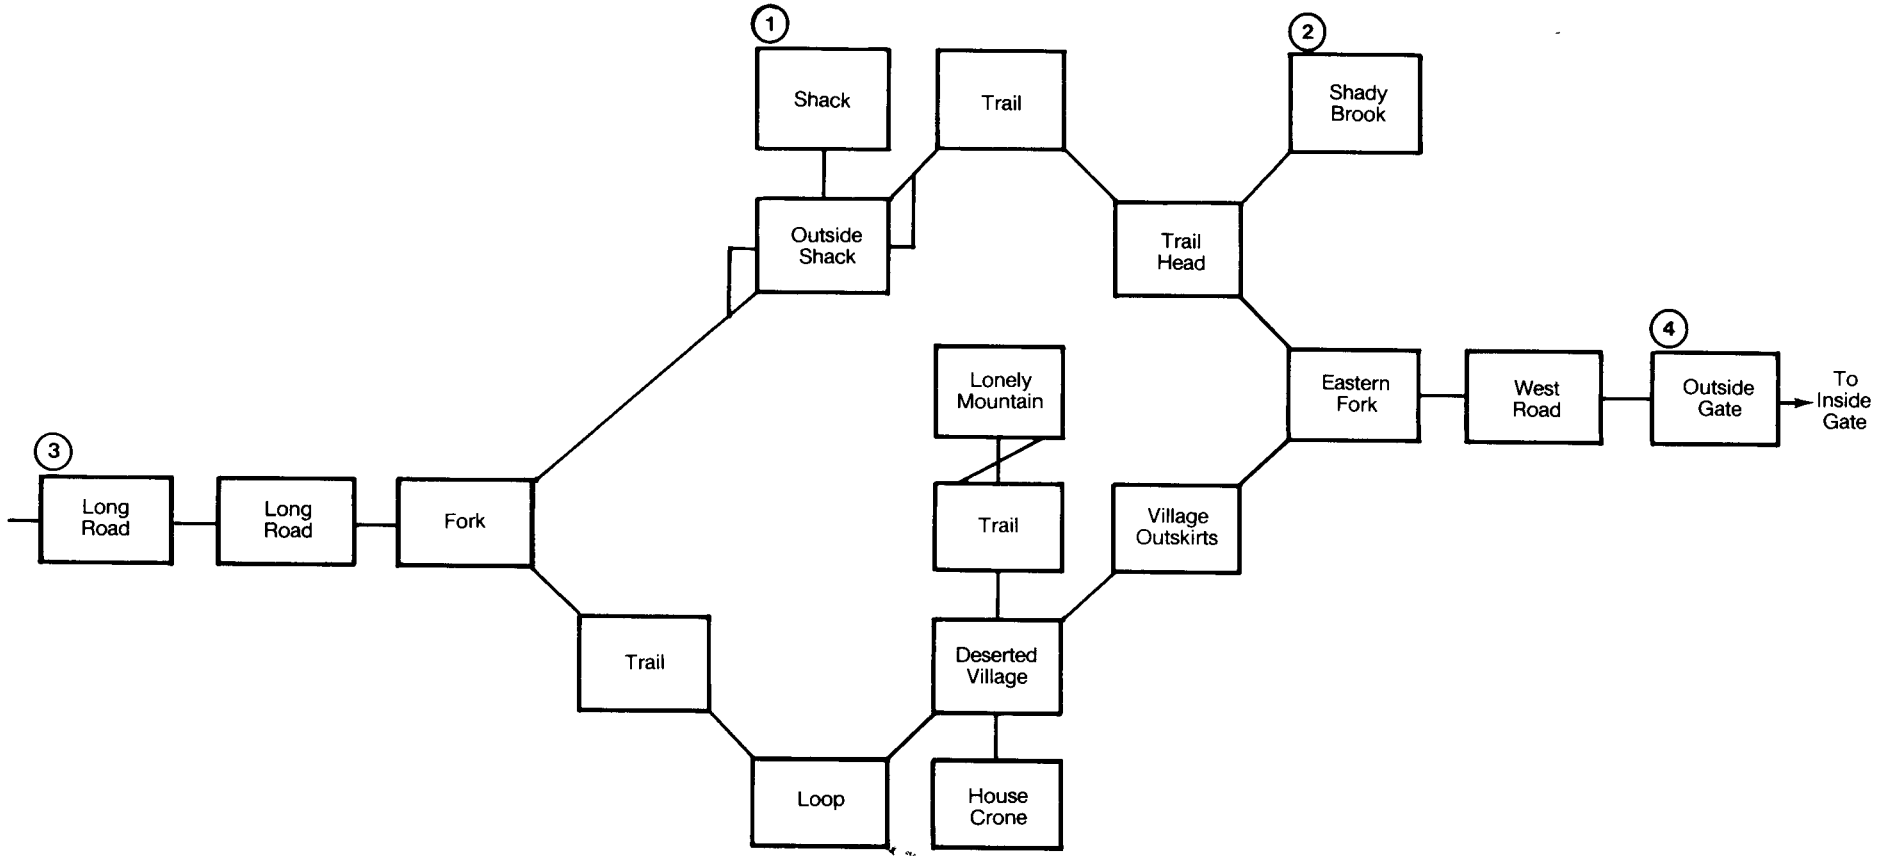 1
2
Shack
Trail
Shady
Brook
Outside
Shack
Trail
Head
4
Lonely
Mountain
Eastern
Fork
West
Road
Outside
Gate
To
Inside
Gate
3
Long
Road
Long
Road
Fork
Trail
Village
Outskirts
Trail
Deserted
Village
Loop
House
Crone